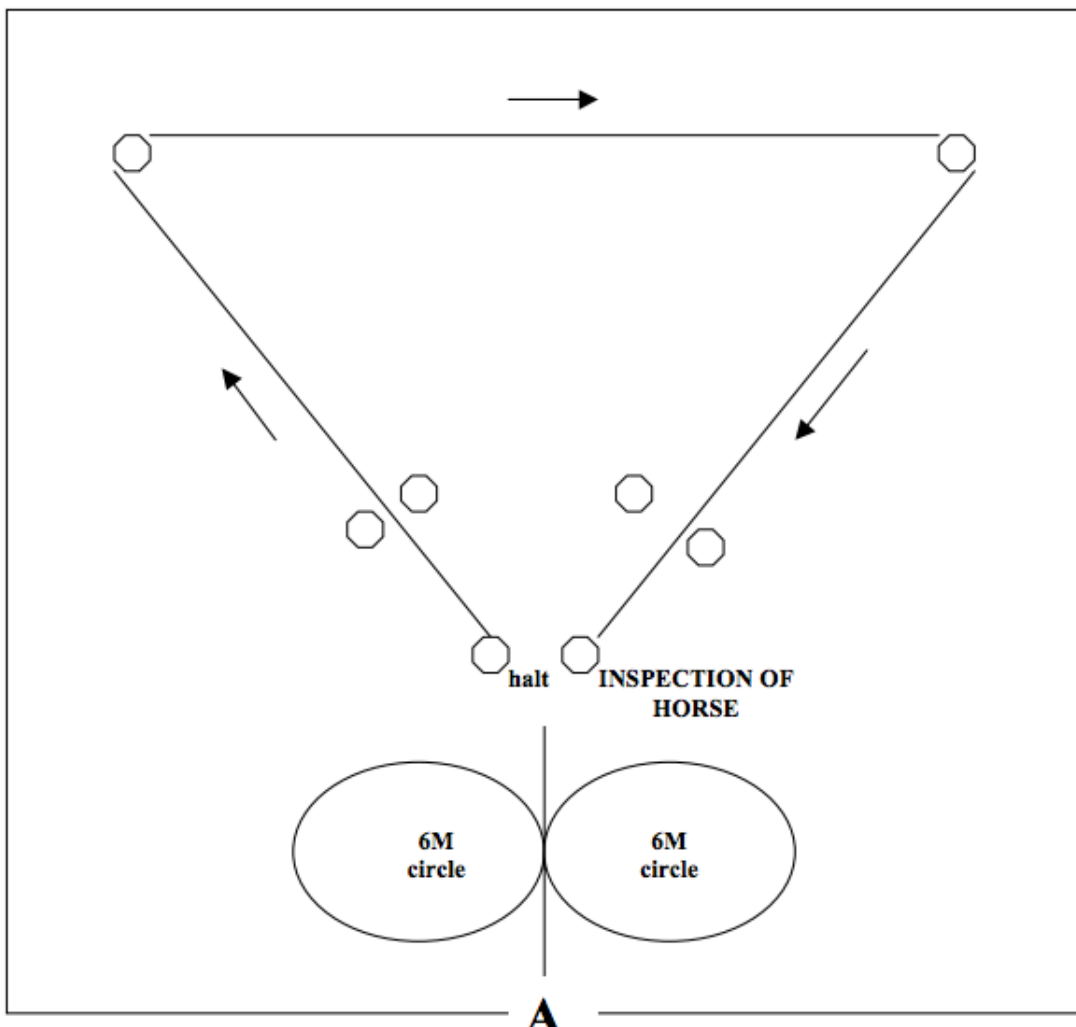 halt
INSPECTION OF
HORSE
6M
circle
6M
circle
A